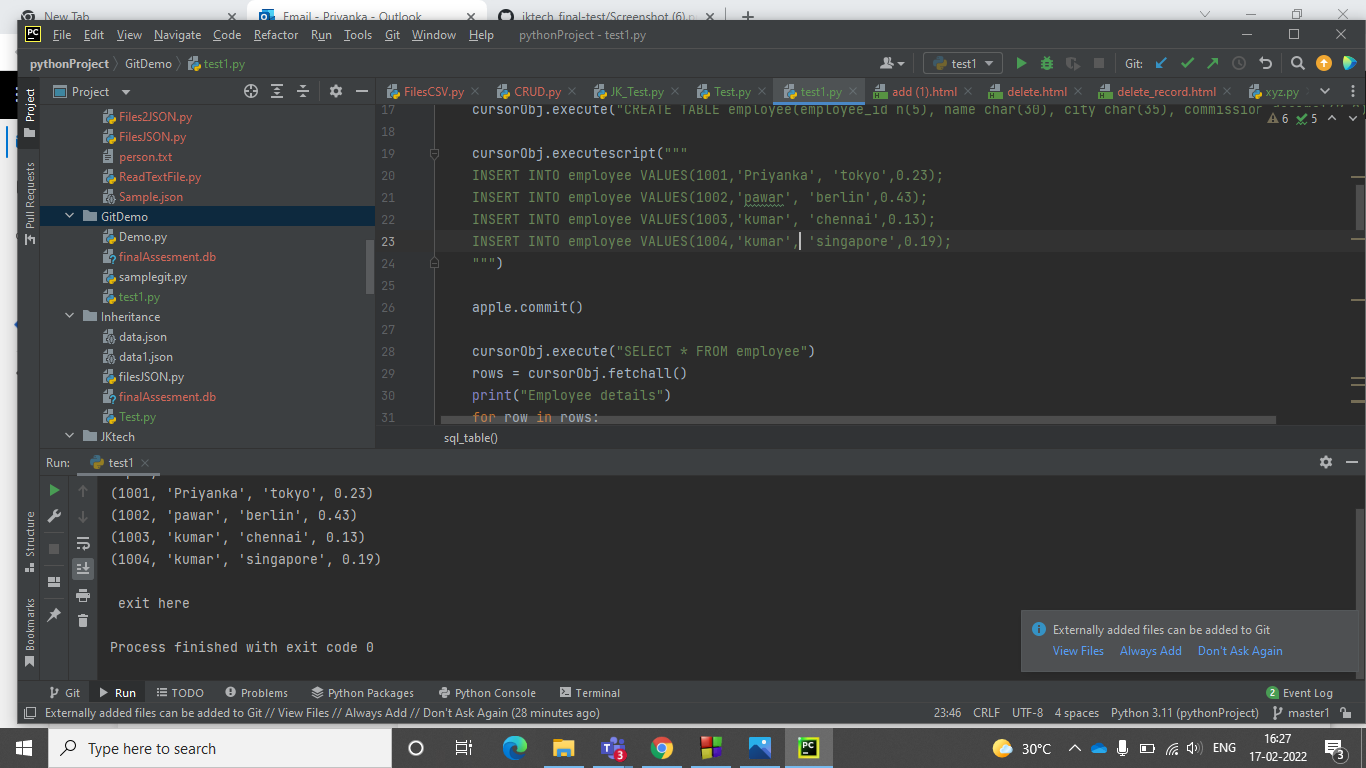 New Tab
Email - Priyanka - Outlook
jktech_final-test/Screenshot (6).p
PC File Edit View Navigate Code Refactor Run Tools Git Window Help pythonProject - test1.py
pythonProject GitDemo test1.py
test1 Git:
Project
FilesCSV.py CRUD.py JK_Test.py Test.py test1.py add (1).html delete.html delete_record.html xyz.py
Project
Pull Requests
Structure
Bookmarks
Files2JSON.py
FilesJSON.py
person.txt
ReadTextFile.py
Sample.json
GitDemo
Demo.py
finalAssesment.db
samplegit.py
test1.py
Inheritance
data.json
data1.json
filesJSON.py
finalAssesment.db
Test.py
JKtech
6 5
17 cursorObj.execute("CREATE TABLE employee(employee_id n(5), name char(30), city char(35), commission
18
19 cursorObj.executescript("""
20 INSERT INTO employee VALUES(1001,'Priyanka', 'tokyo',0.23);
21 INSERT INTO employee VALUES(1002,'pawar', 'berlin',0.43);
22 INSERT INTO employee VALUES(1003,'kumar', 'chennai',0.13);
23 INSERT INTO employee VALUES(1004,'kumar', 'singapore',0.19);
24 """)
25
26 apple.commit()
27
28 cursorObj.execute("SELECT * FROM employee")
29 rows = cursorObj.fetchall()
30 print("Employee details")
31 for row in rows:
sql_table()
Run: test1
(1001, 'Priyanka', 'tokyo', 0.23)
(1002, 'pawar', 'berlin', 0.43)
(1003, 'kumar', 'chennai', 0.13)
(1004, 'kumar', 'singapore', 0.19)
exit here
Process finished with exit code 0
Externally added files can be added to Git
View Files Always Add Don't Ask Again
Git Run TODO Problems Python Packages Python Console Terminal 2 Event Log
Externally added files can be added to Git // View Files // Always Add // Don't Ask Again (28 minutes ago) 23:46 CRLF UTF-8 4 spaces Python 3.11 (pythonProject) master1
Type here to search
3
PC
30°C
ENG
16:27
17-02-2022
3